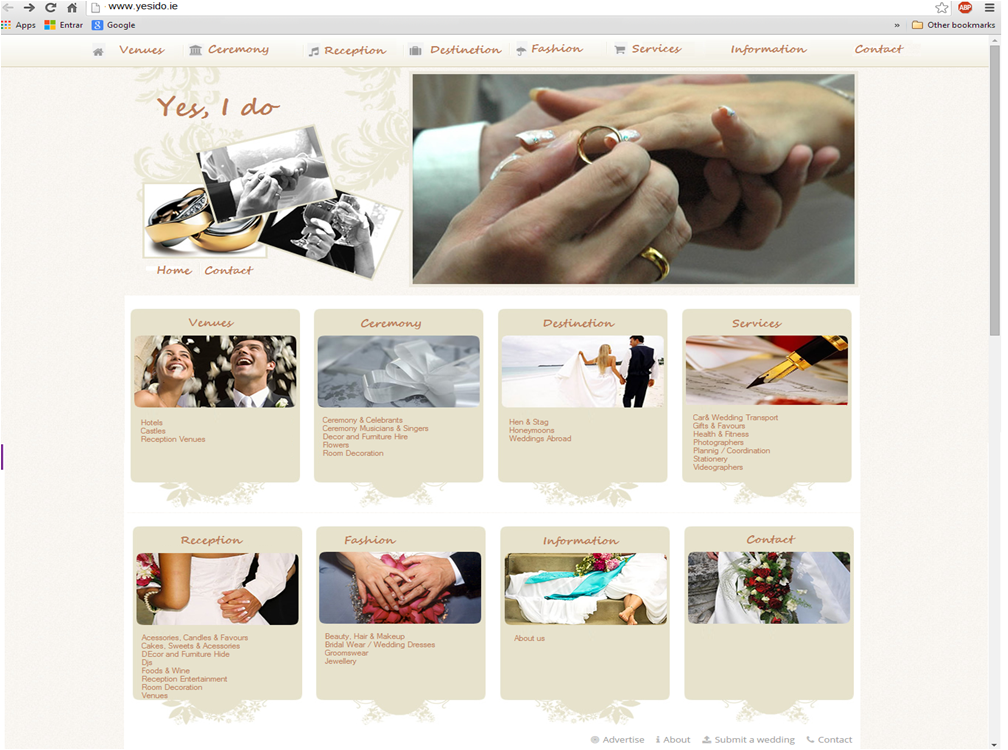 www.yesido.ie
Apps Entrar Google » Other bookmarks
ABP
Venues Ceremony Reception Destinetion Fashion Services Information Contact
Yes, I do
Home Contact
Venues
Hotels
Castles
Reception Venues
Ceremony
Ceremony & Celebrants
Ceremony Musicians & Singers
Decor and Furniture Hire
Flowers
Room Decoration
Destinetion
Hen & Stag
Honeymoons
Weddings Abroad
Services
Car& Wedding Transport
Gifts & Favours
Health & Fitness
Photographers
Plannig / Coordination
Stationery
Videographers
Reception
Acessories, Candles & Favours
Cakes, Sweets & Acessories
DEcor and Furniture Hide
Djs
Foods & Wine
Reception Entertainment
Room Decoration
Venues
Fashion
Beauty, Hair & Makeup
Bridal Wear / Wedding Dresses
Groomswear
Jewellery
Information
About us
Contact
Advertise About Submit a wedding Contact